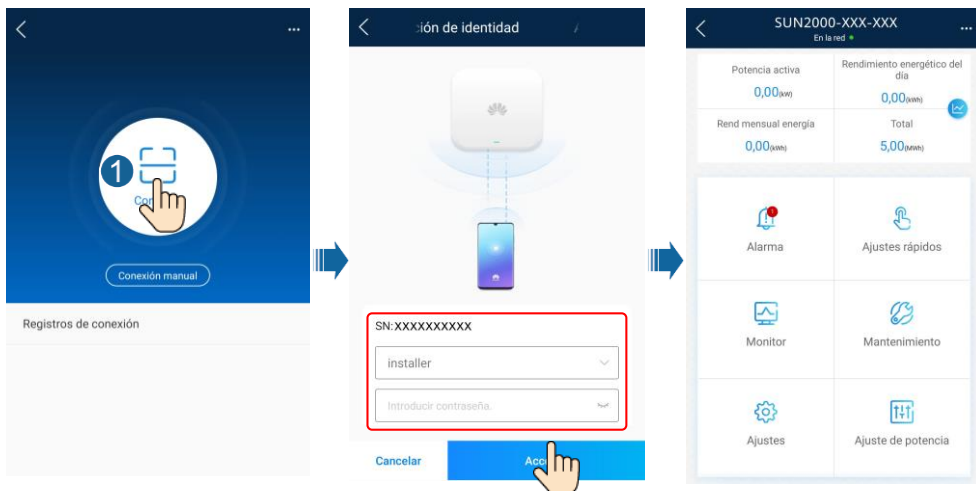 ...
1
Conexión manual
Registros de conexión
ión de identidad
SN:XXXXXXXXXX
installer
Introducir contraseña.
Cancelar
SUN2000-XXX-XXX
...
En la red
Potencia activa
0,00(kW)
Rendimiento energético del
día
0,00(kWh)
Rend mensual energía
0,00(kWh)
Total
5,00(MWh)
1
Alarma
Ajustes rápidos
Monitor
Mantenimiento
Ajustes
Ajuste de potencia